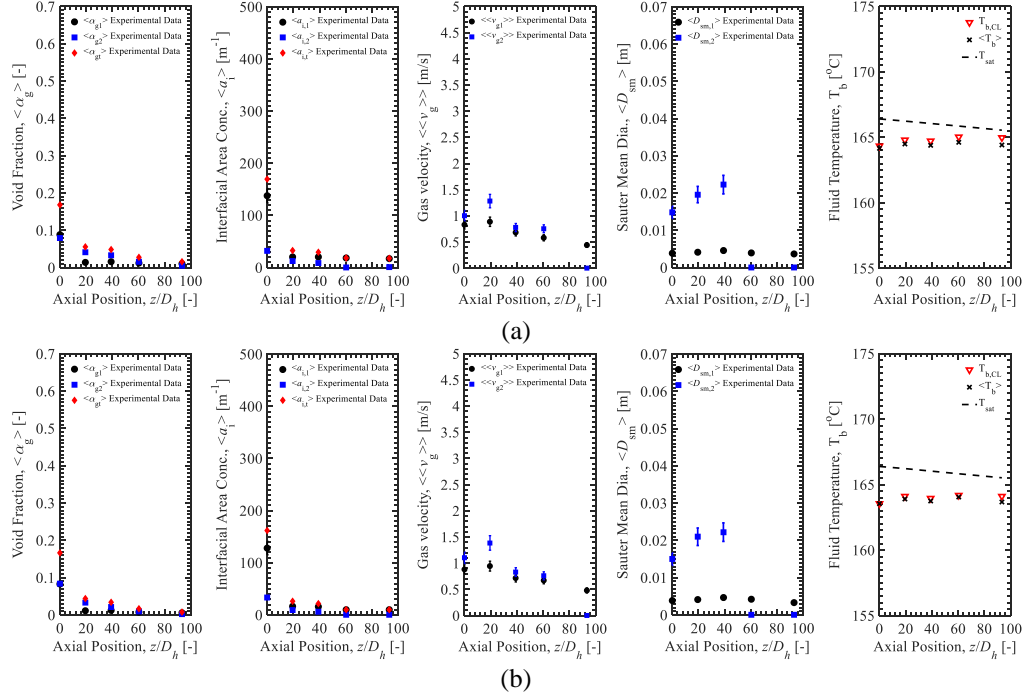 Void Fraction, <α_g> [-]
0.7
0.6
0.5
0.4
0.3
0.2
0.1
0
<α_g1> Experimental Data
<α_g2> Experimental Data
<α_gt> Experimental Data
0 20 40 60 80 100
Axial Position, z/D_h [-]
Interfacial Area Conc., <a_i> [m^-1]
500
400
300
200
100
0
<a_i,1> Experimental Data
<a_i,2> Experimental Data
<a_i,t> Experimental Data
0 20 40 60 80 100
Axial Position, z/D_h [-]
Gas velocity, <<v_g>> [m/s]
5
4.5
4
3.5
3
2.5
2
1.5
1
0.5
0
<<v_g1>> Experimental Data
<<v_g2>> Experimental Data
0 20 40 60 80 100
Axial Position, z/D_h [-]
Sauter Mean Dia., <D_sm> [m]
0.07
0.06
0.05
0.04
0.03
0.02
0.01
0
<D_sm,1> Experimental Data
<D_sm,2> Experimental Data
0 20 40 60 80 100
Axial Position, z/D_h [-]
Fluid Temperature, T_b [°C]
175
170
165
160
155
T_b,CL
<T_b>
T_sat
0 20 40 60 80 100
Axial Position, z/D_h [-]
(a)
Void Fraction, <α_g> [-]
0.7
0.6
0.5
0.4
0.3
0.2
0.1
0
<α_g1> Experimental Data
<α_g2> Experimental Data
<α_gt> Experimental Data
0 20 40 60 80 100
Axial Position, z/D_h [-]
Interfacial Area Conc., <a_i> [m^-1]
500
400
300
200
100
0
<a_i,1> Experimental Data
<a_i,2> Experimental Data
<a_i,t> Experimental Data
0 20 40 60 80 100
Axial Position, z/D_h [-]
Gas velocity, <<v_g>> [m/s]
5
4.5
4
3.5
3
2.5
2
1.5
1
0.5
0
<<v_g1>> Experimental Data
<<v_g2>> Experimental Data
0 20 40 60 80 100
Axial Position, z/D_h [-]
Sauter Mean Dia., <D_sm> [m]
0.07
0.06
0.05
0.04
0.03
0.02
0.01
0
<D_sm,1> Experimental Data
<D_sm,2> Experimental Data
0 20 40 60 80 100
Axial Position, z/D_h [-]
Fluid Temperature, T_b [°C]
175
170
165
160
155
T_b,CL
<T_b>
T_sat
0 20 40 60 80 100
Axial Position, z/D_h [-]
(b)